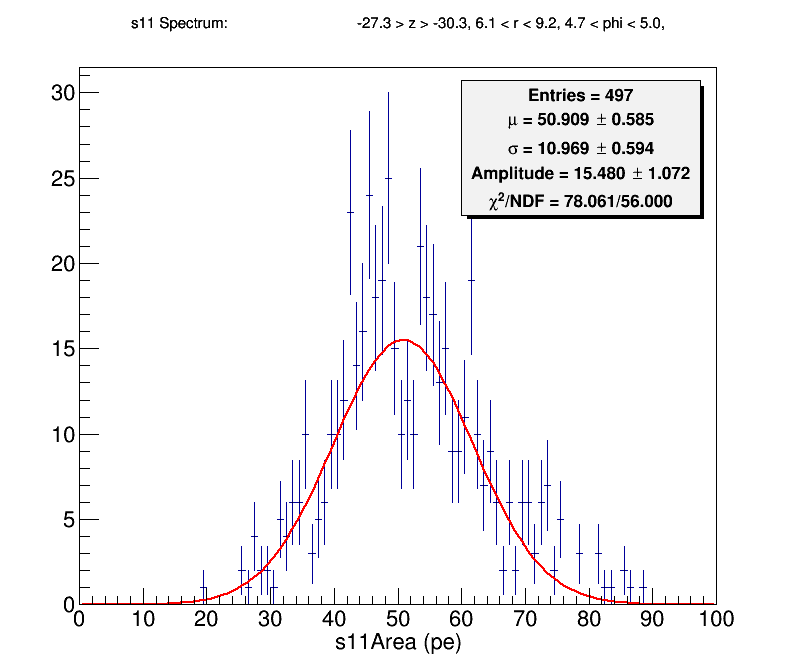 s11 Spectrum: -27.3 > z > -30.3, 6.1 < r < 9.2, 4.7 < phi < 5.0,
Entries = 497
μ = 50.909 ± 0.585
σ = 10.969 ± 0.594
Amplitude = 15.480 ± 1.072
χ²/NDF = 78.061/56.000
30
25
20
15
10
5
0
0 10 20 30 40 50 60 70 80 90 100
s11Area (pe)